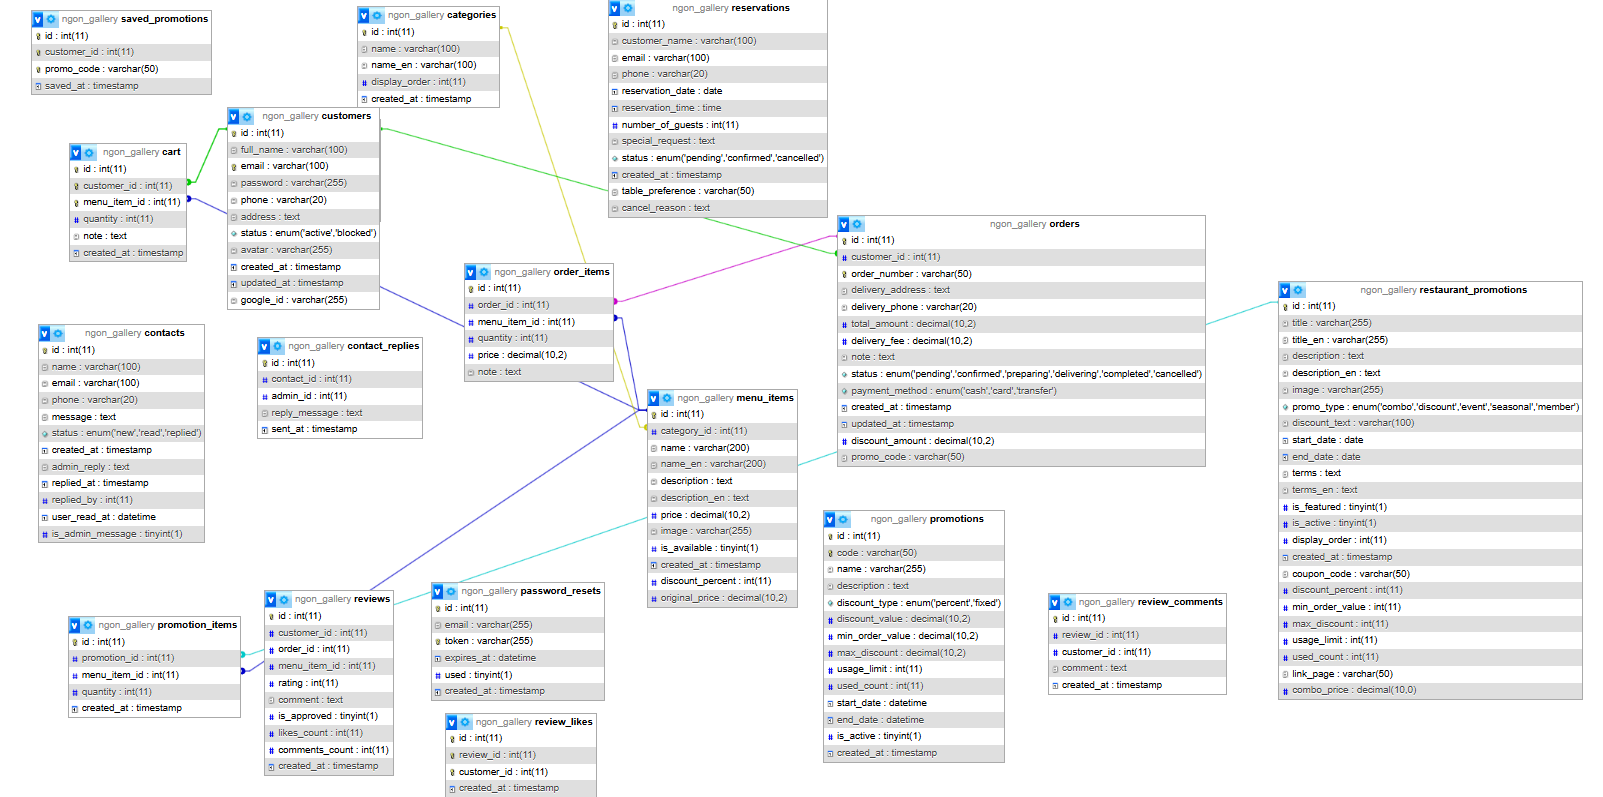 ngon_gallery saved_promotions
id : int(11)
customer_id : int(11)
promo_code : varchar(50)
saved_at : timestamp
ngon_gallery categories
id : int(11)
name : varchar(100)
name_en : varchar(100)
display_order : int(11)
created_at : timestamp
ngon_gallery reservations
id : int(11)
customer_name : varchar(100)
email : varchar(100)
phone : varchar(20)
reservation_date : date
reservation_time : time
number_of_guests : int(11)
special_request : text
status : enum('pending','confirmed','cancelled')
created_at : timestamp
table_preference : varchar(50)
cancel_reason : text
ngon_gallery customers
id : int(11)
full_name : varchar(100)
email : varchar(100)
password : varchar(255)
phone : varchar(20)
address : text
status : enum('active','blocked')
avatar : varchar(255)
created_at : timestamp
updated_at : timestamp
google_id : varchar(255)
ngon_gallery cart
id : int(11)
customer_id : int(11)
menu_item_id : int(11)
quantity : int(11)
note : text
created_at : timestamp
ngon_gallery orders
id : int(11)
customer_id : int(11)
order_number : varchar(50)
delivery_address : text
delivery_phone : varchar(20)
total_amount : decimal(10,2)
delivery_fee : decimal(10,2)
note : text
status : enum('pending','confirmed','preparing','delivering','completed','cancelled')
payment_method : enum('cash','card','transfer')
created_at : timestamp
updated_at : timestamp
discount_amount : decimal(10,2)
promo_code : varchar(50)
ngon_gallery order_items
id : int(11)
order_id : int(11)
menu_item_id : int(11)
quantity : int(11)
price : decimal(10,2)
note : text
ngon_gallery restaurant_promotions
id : int(11)
title : varchar(255)
title_en : varchar(255)
description : text
description_en : text
image : varchar(255)
promo_type : enum('combo','discount','event','seasonal','member')
discount_text : varchar(100)
start_date : date
end_date : date
terms : text
terms_en : text
is_featured : tinyint(1)
is_active : tinyint(1)
display_order : int(11)
created_at : timestamp
coupon_code : varchar(50)
discount_percent : int(11)
min_order_value : int(11)
max_discount : int(11)
usage_limit : int(11)
used_count : int(11)
link_page : varchar(50)
combo_price : decimal(10,0)
ngon_gallery contacts
id : int(11)
name : varchar(100)
email : varchar(100)
phone : varchar(20)
message : text
status : enum('new','read','replied')
created_at : timestamp
admin_reply : text
replied_at : timestamp
replied_by : int(11)
user_read_at : datetime
is_admin_message : tinyint(1)
ngon_gallery contact_replies
id : int(11)
contact_id : int(11)
admin_id : int(11)
reply_message : text
sent_at : timestamp
ngon_gallery menu_items
id : int(11)
category_id : int(11)
name : varchar(200)
name_en : varchar(200)
description : text
description_en : text
price : decimal(10,2)
image : varchar(255)
is_available : tinyint(1)
created_at : timestamp
discount_percent : int(11)
original_price : decimal(10,2)
ngon_gallery promotions
id : int(11)
code : varchar(50)
name : varchar(255)
description : text
discount_type : enum('percent','fixed')
discount_value : decimal(10,2)
min_order_value : decimal(10,2)
max_discount : decimal(10,2)
usage_limit : int(11)
used_count : int(11)
start_date : datetime
end_date : datetime
is_active : tinyint(1)
created_at : timestamp
ngon_gallery password_resets
id : int(11)
email : varchar(255)
token : varchar(255)
expires_at : datetime
used : tinyint(1)
created_at : timestamp
ngon_gallery reviews
id : int(11)
customer_id : int(11)
order_id : int(11)
menu_item_id : int(11)
rating : int(11)
comment : text
is_approved : tinyint(1)
likes_count : int(11)
comments_count : int(11)
created_at : timestamp
ngon_gallery review_comments
id : int(11)
review_id : int(11)
customer_id : int(11)
comment : text
created_at : timestamp
ngon_gallery promotion_items
id : int(11)
promotion_id : int(11)
menu_item_id : int(11)
quantity : int(11)
created_at : timestamp
ngon_gallery review_likes
id : int(11)
review_id : int(11)
customer_id : int(11)
created_at : timestamp